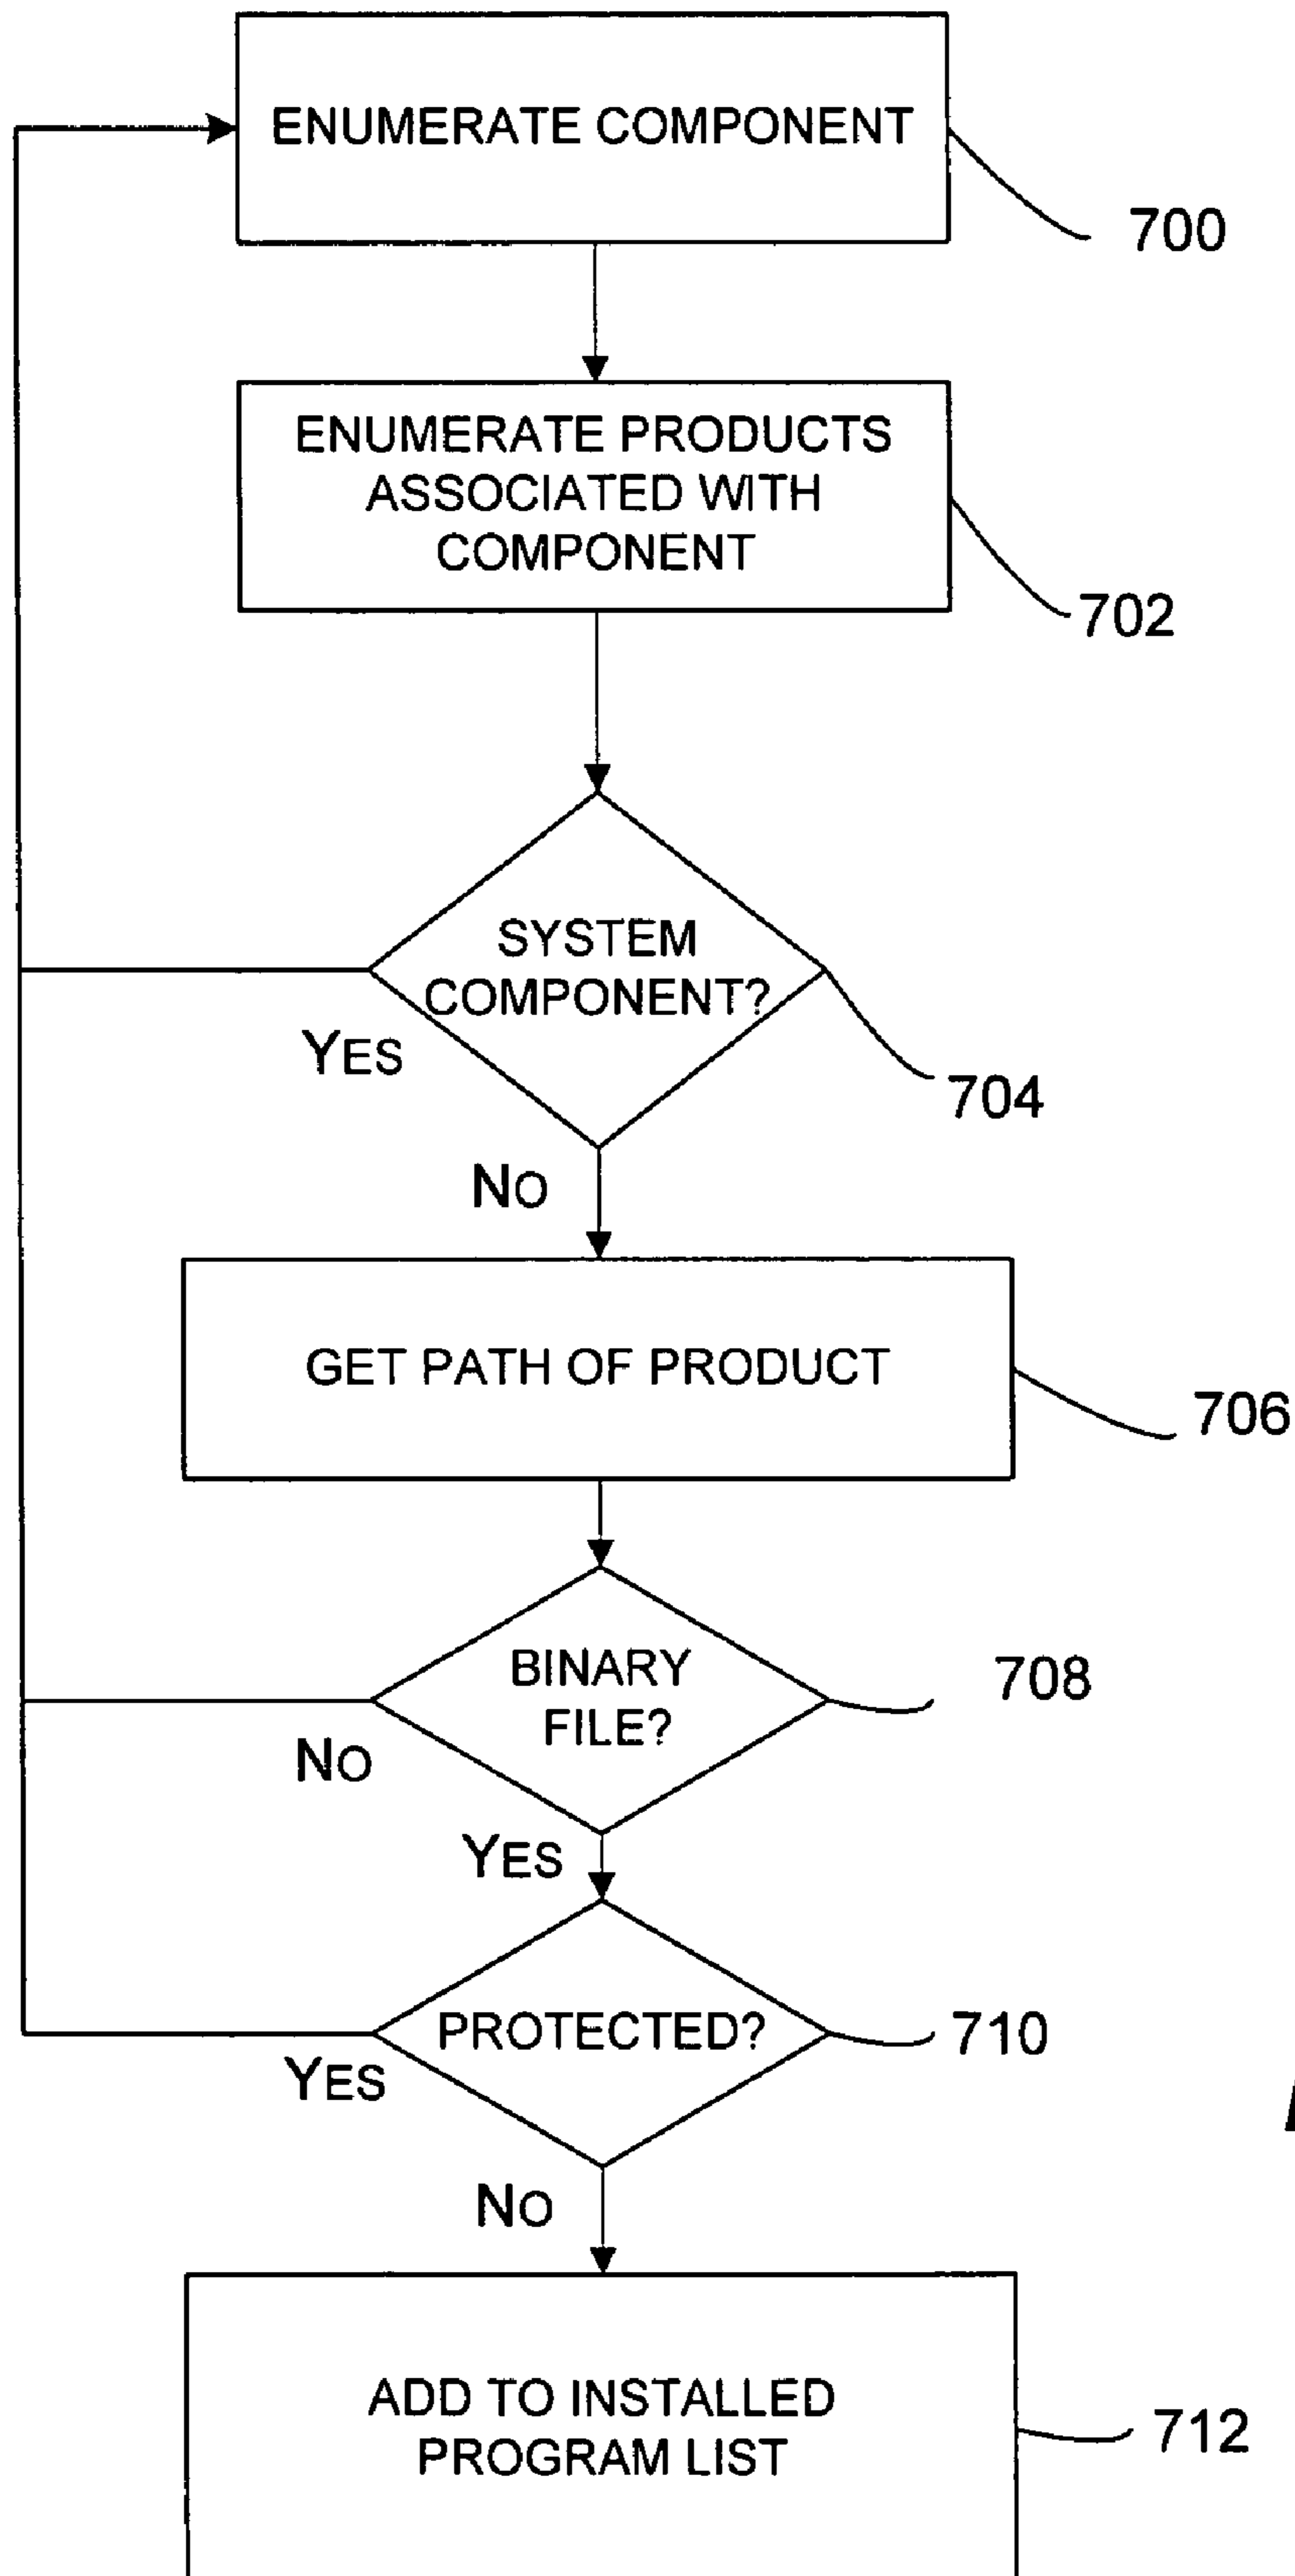 ENUMERATE COMPONENT
700
ENUMERATE PRODUCTS
ASSOCIATED WITH
COMPONENT
702
SYSTEM
COMPONENT?
YES
704
NO
GET PATH OF PRODUCT
706
BINARY
FILE?
708
NO
YES
PROTECTED?
710
YES
NO
ADD TO INSTALLED
PROGRAM LIST
712